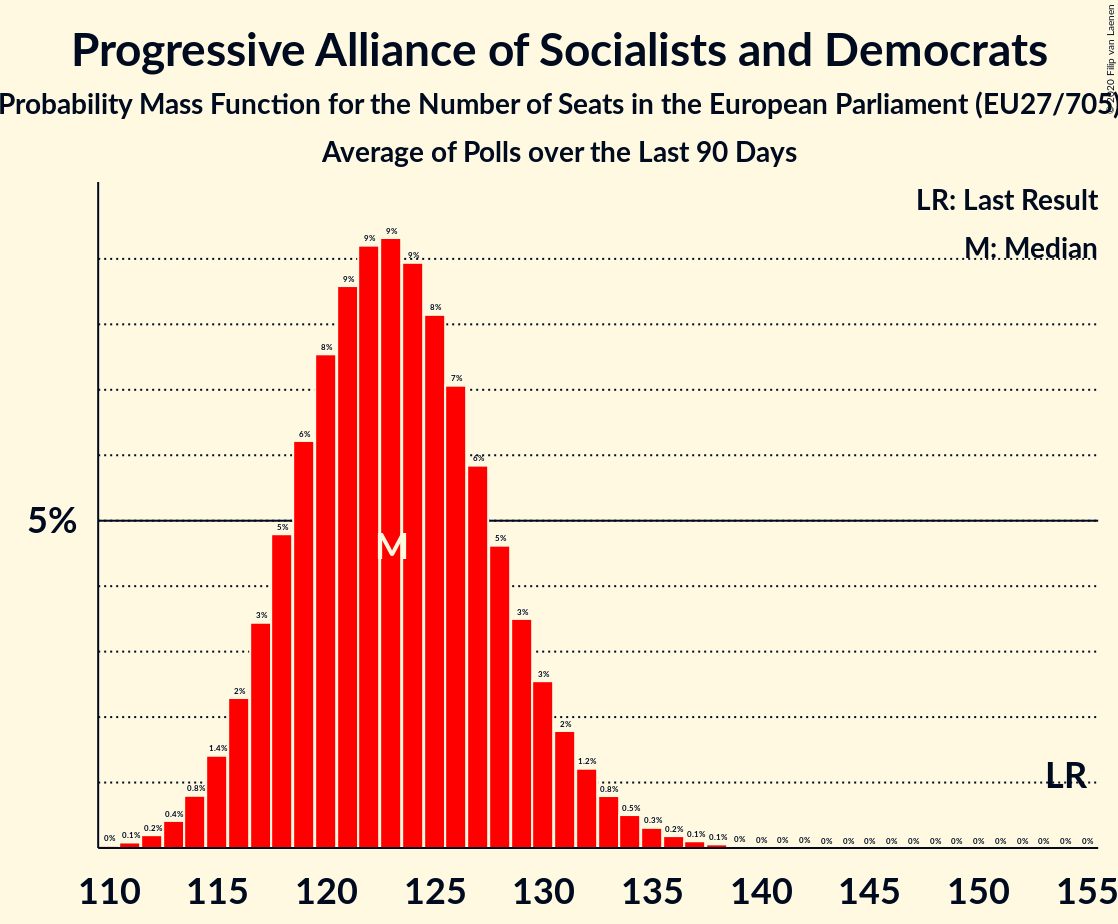 Progressive Alliance of Socialists and Democrats
Probability Mass Function for the Number of Seats in the European Parliament (EU27/705)
Average of Polls over the Last 90 Days
© 2020 Filip van Laenen
LR: Last Result
M: Median
5%
0% 0.1% 0.2% 0.4% 0.8% 1.4% 2% 3% 5% 6% 8% 9% 9% 9% 9% 8% 7% 6% 5% 3% 3% 2% 1.2% 0.8% 0.5% 0.3% 0.2% 0.1% 0.1% 0% 0% 0% 0% 0% 0% 0% 0% 0% 0% 0% 0% 0% 0% 0% 0% 0%
M
LR
110 115 120 125 130 135 140 145 150 155